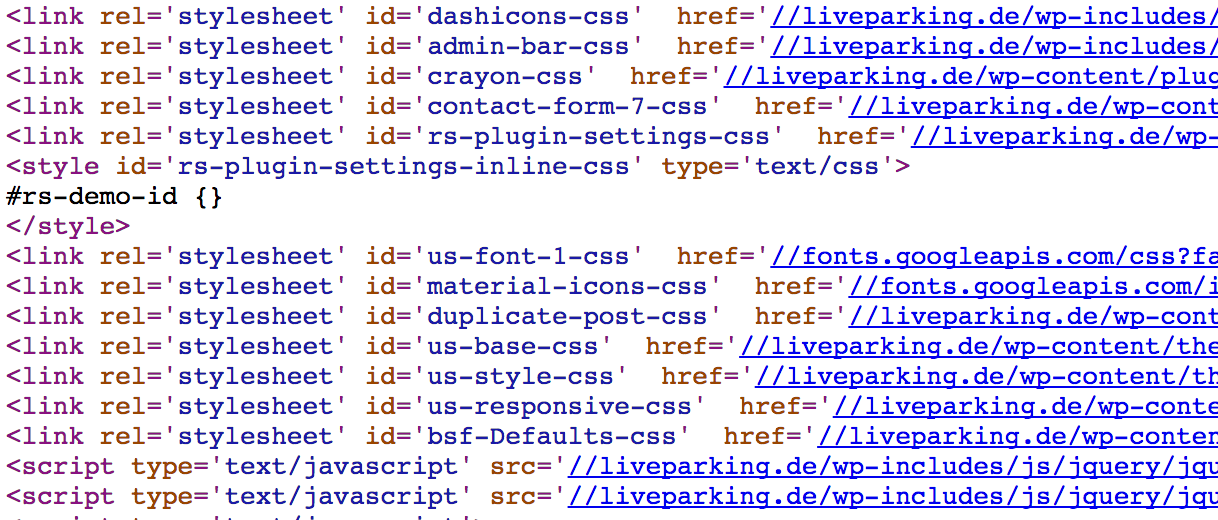 <link rel='stylesheet' id='dashicons-css'  href='//liveparking.de/wp-includes/
<link rel='stylesheet' id='admin-bar-css'  href='//liveparking.de/wp-includes/
<link rel='stylesheet' id='crayon-css'  href='//liveparking.de/wp-content/plug
<link rel='stylesheet' id='contact-form-7-css'  href='//liveparking.de/wp-cont
<link rel='stylesheet' id='rs-plugin-settings-css'  href='//liveparking.de/wp-
<style id='rs-plugin-settings-inline-css' type='text/css'>
#rs-demo-id {}
</style>
<link rel='stylesheet' id='us-font-1-css'  href='//fonts.googleapis.com/css?fa
<link rel='stylesheet' id='material-icons-css'  href='//fonts.googleapis.com/i
<link rel='stylesheet' id='duplicate-post-css'  href='//liveparking.de/wp-cont
<link rel='stylesheet' id='us-base-css'  href='//liveparking.de/wp-content/the
<link rel='stylesheet' id='us-style-css'  href='//liveparking.de/wp-content/th
<link rel='stylesheet' id='us-responsive-css'  href='//liveparking.de/wp-conte
<link rel='stylesheet' id='bsf-Defaults-css'  href='//liveparking.de/wp-conten
<script type='text/javascript' src='//liveparking.de/wp-includes/js/jquery/jqu
<script type='text/javascript' src='//liveparking.de/wp-includes/js/jquery/jqu